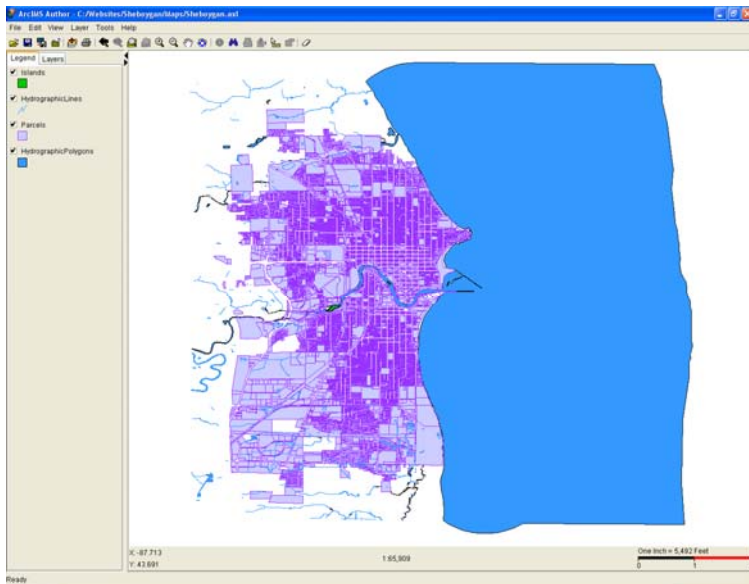 ArcIMS Author - C:/Websites/Sheboygan/Maps/Sheboygan.axl
File Edit View Layer Tools Help
Legend Layers
Islands
HydrographicLines
Parcels
HydrographicPolygons
X: -87.713
Y: 43.691
1:65,909
One Inch = 5,492 Feet
0 1
Ready